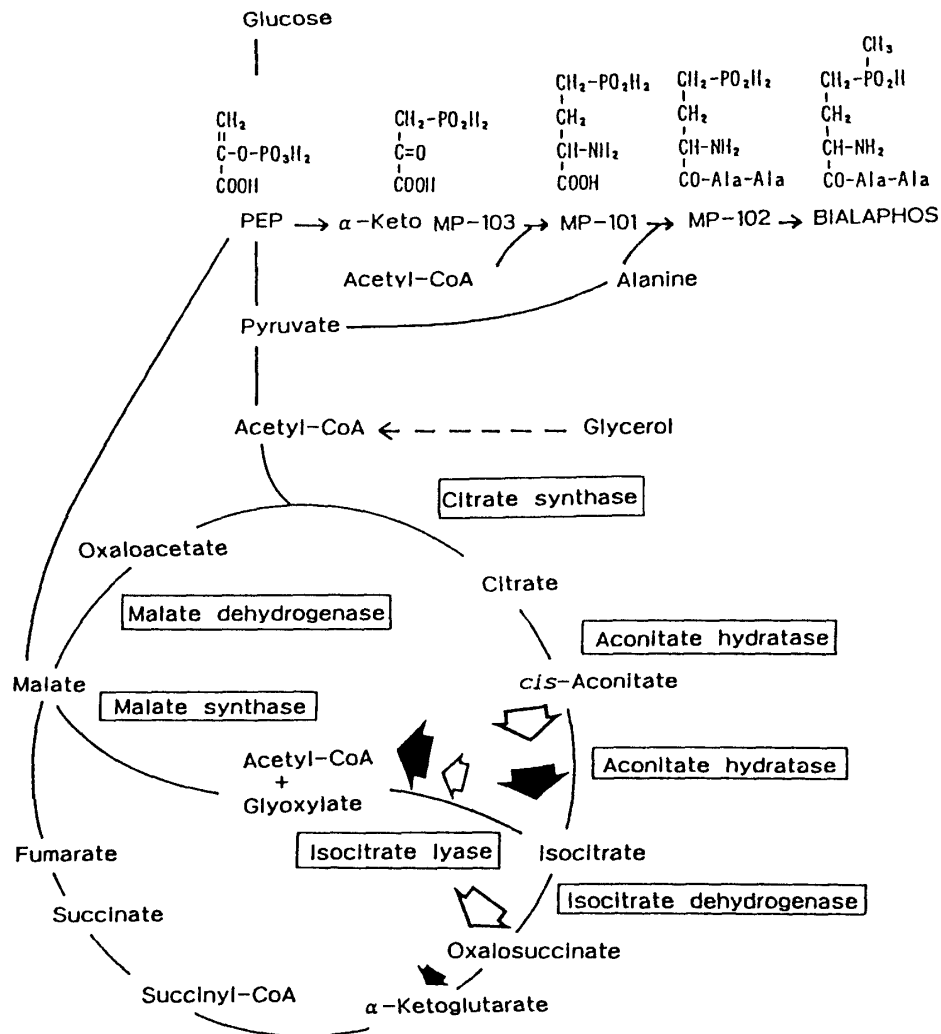 Glucose
CH₂
C-O-PO₃H₂
COOH
CH₂-PO₂H₂
C=O
COOH
CH₂-PO₂H₂
CH₂
CH-NH₂
COOH
CH₂-PO₂H₂
CH₂
CH-NH₂
CO-Ala-Ala
CH₃
CH₂-PO₂H
CH₂
CH-NH₂
CO-Ala-Ala
PEP → α-Keto MP-103 → MP-101 → MP-102 → BIALAPHOS
Acetyl-CoA
Alanine
Pyruvate
Acetyl-CoA
Glycerol
Citrate synthase
Oxaloacetate
Citrate
Malate dehydrogenase
Aconitate hydratase
Malate
cis-Aconitate
Malate synthase
Acetyl-CoA
+
Glyoxylate
Aconitate hydratase
Isocitrate lyase
Isocitrate
Fumarate
Isocitrate dehydrogenase
Succinate
Oxalosuccinate
Succinyl-CoA
α-Ketoglutarate